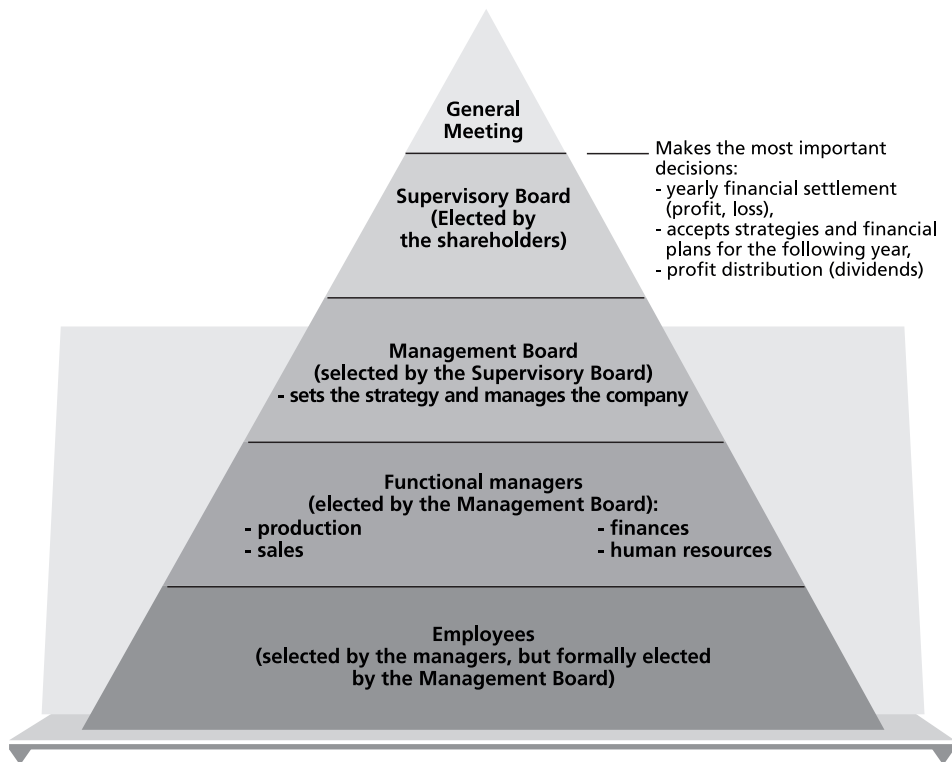 General
Meeting
Makes the most important
decisions:
- yearly financial settlement
(profit, loss),
- accepts strategies and financial
plans for the following year,
- profit distribution (dividends)
Supervisory Board
(Elected by
the shareholders)
Management Board
(selected by the Supervisory Board)
- sets the strategy and manages the company
Functional managers
(elected by the Management Board):
- production
- sales
- finances
- human resources
Employees
(selected by the managers, but formally elected
by the Management Board)